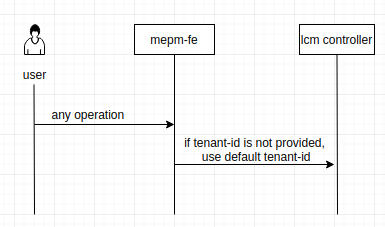 mepm-fe
lcm controller
user
any operation
if tenant-id is not provided,
use default tenant-id